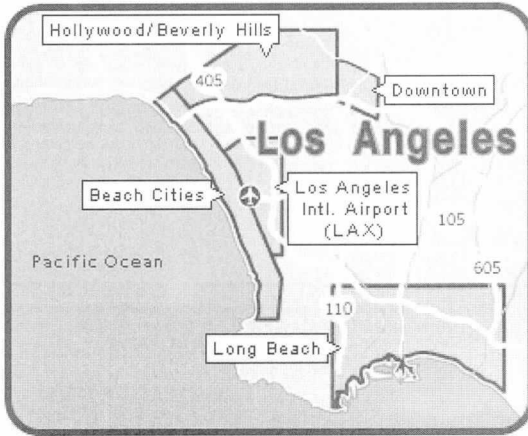 Hollywood/Beverly Hills
405
Downtown
Los Angeles
Beach Cities
Los Angeles
Intl. Airport
(LAX)
105
Pacific Ocean
605
110
Long Beach